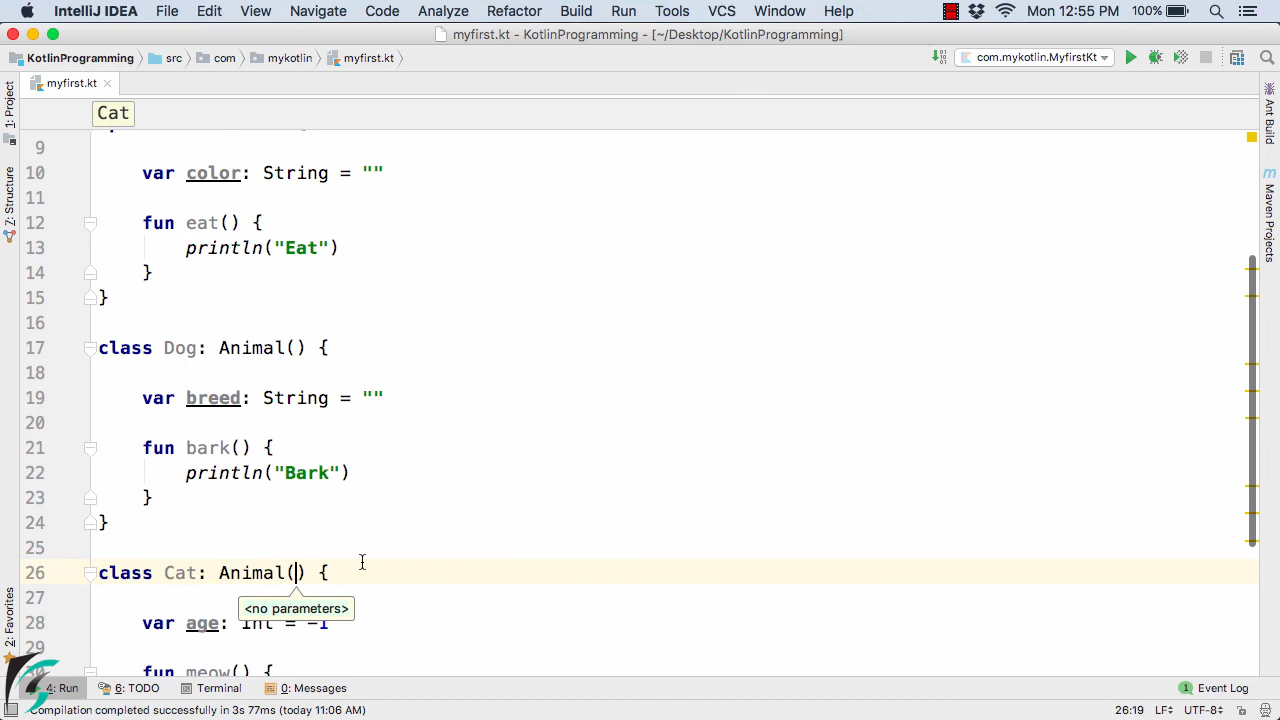 IntelliJ IDEA File Edit View Navigate Code Analyze Refactor Build Run Tools VCS Window Help Mon 12:55 PM 100%
myfirst.kt - KotlinProgramming - [~/Desktop/KotlinProgramming]
KotlinProgramming src com mykotlin myfirst.kt com.mykotlin.MyfirstKt
myfirst.kt
Cat
9
10 var color: String = ""
11
12 fun eat() {
13 println("Eat")
14 }
15 }
16
17 class Dog: Animal() {
18
19 var breed: String = ""
20
21 fun bark() {
22 println("Bark")
23 }
24 }
25
26 class Cat: Animal() {
27 <no parameters>
28 var age: Int = -1
29
30 fun meow() {
1: Project
7: Structure
2: Favorites
Ant Build
m Maven Projects
4: Run 6: TODO Terminal 0: Messages 1 Event Log
Compilation completed successfully in 3s 77ms (today 11:06 AM) 26:19 LF UTF-8